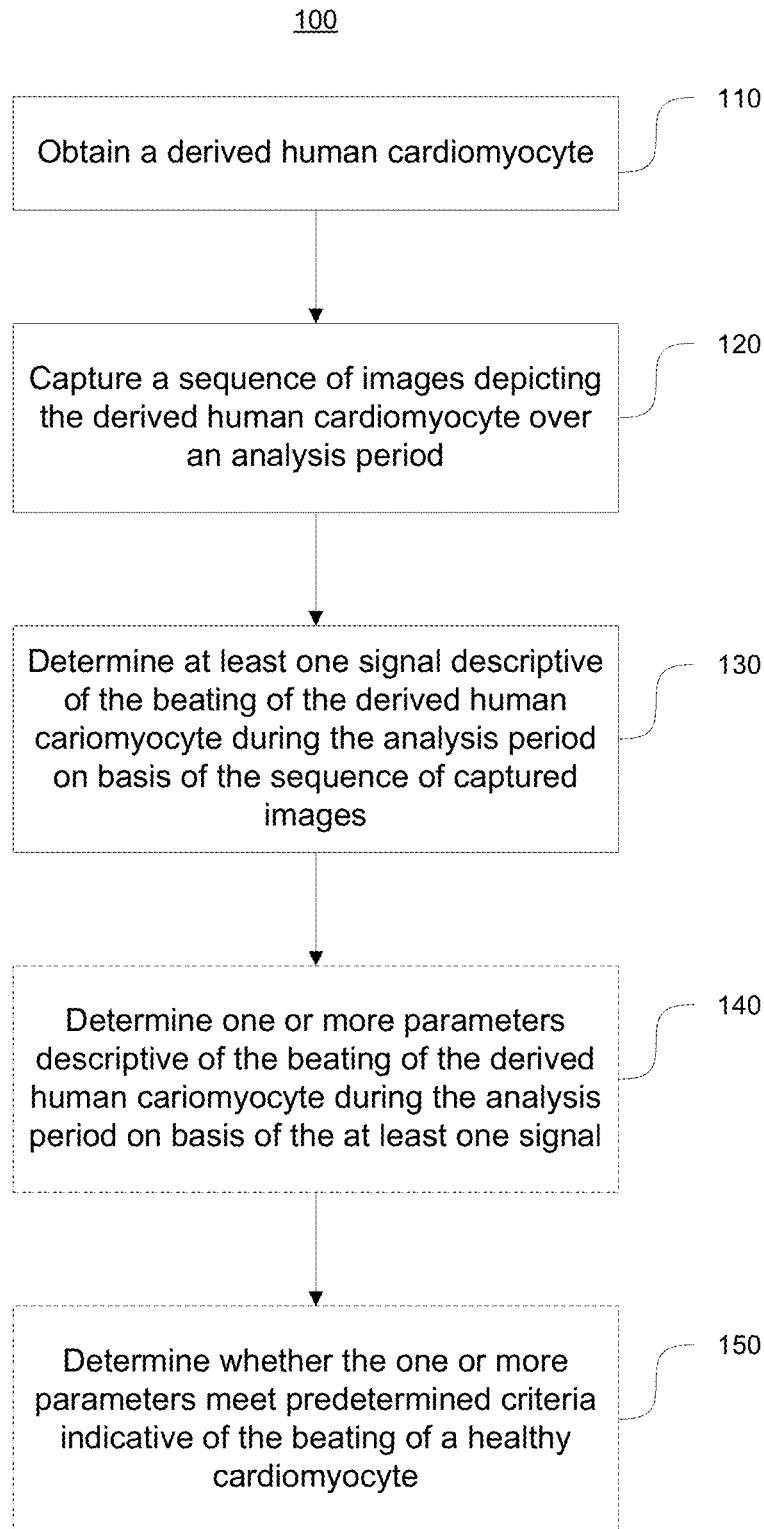 100
110
Obtain a derived human cardiomyocyte
120
Capture a sequence of images depicting
the derived human cardiomyocyte over
an analysis period
130
Determine at least one signal descriptive
of the beating of the derived human
cariomyocyte during the analysis period
on basis of the sequence of captured
images
140
Determine one or more parameters
descriptive of the beating of the derived
human cariomyocyte during the analysis
period on basis of the at least one signal
150
Determine whether the one or more
parameters meet predetermined criteria
indicative of the beating of a healthy
cardiomyocyte